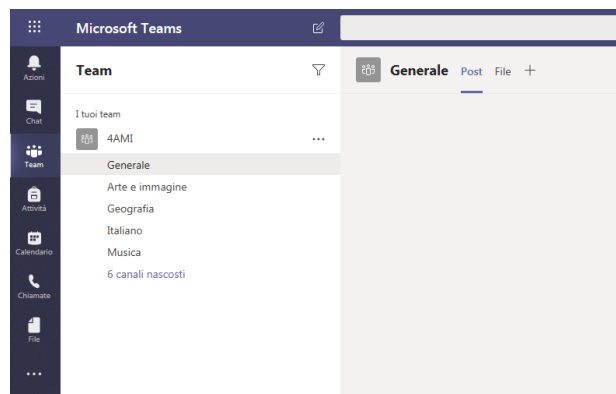 Microsoft Teams
Azioni
Chat
Team
Attività
Calendario
Chiamate
File
Team
I tuoi team
4AMI
Generale
Arte e immagine
Geografia
Italiano
Musica
6 canali nascosti
Generale Post File